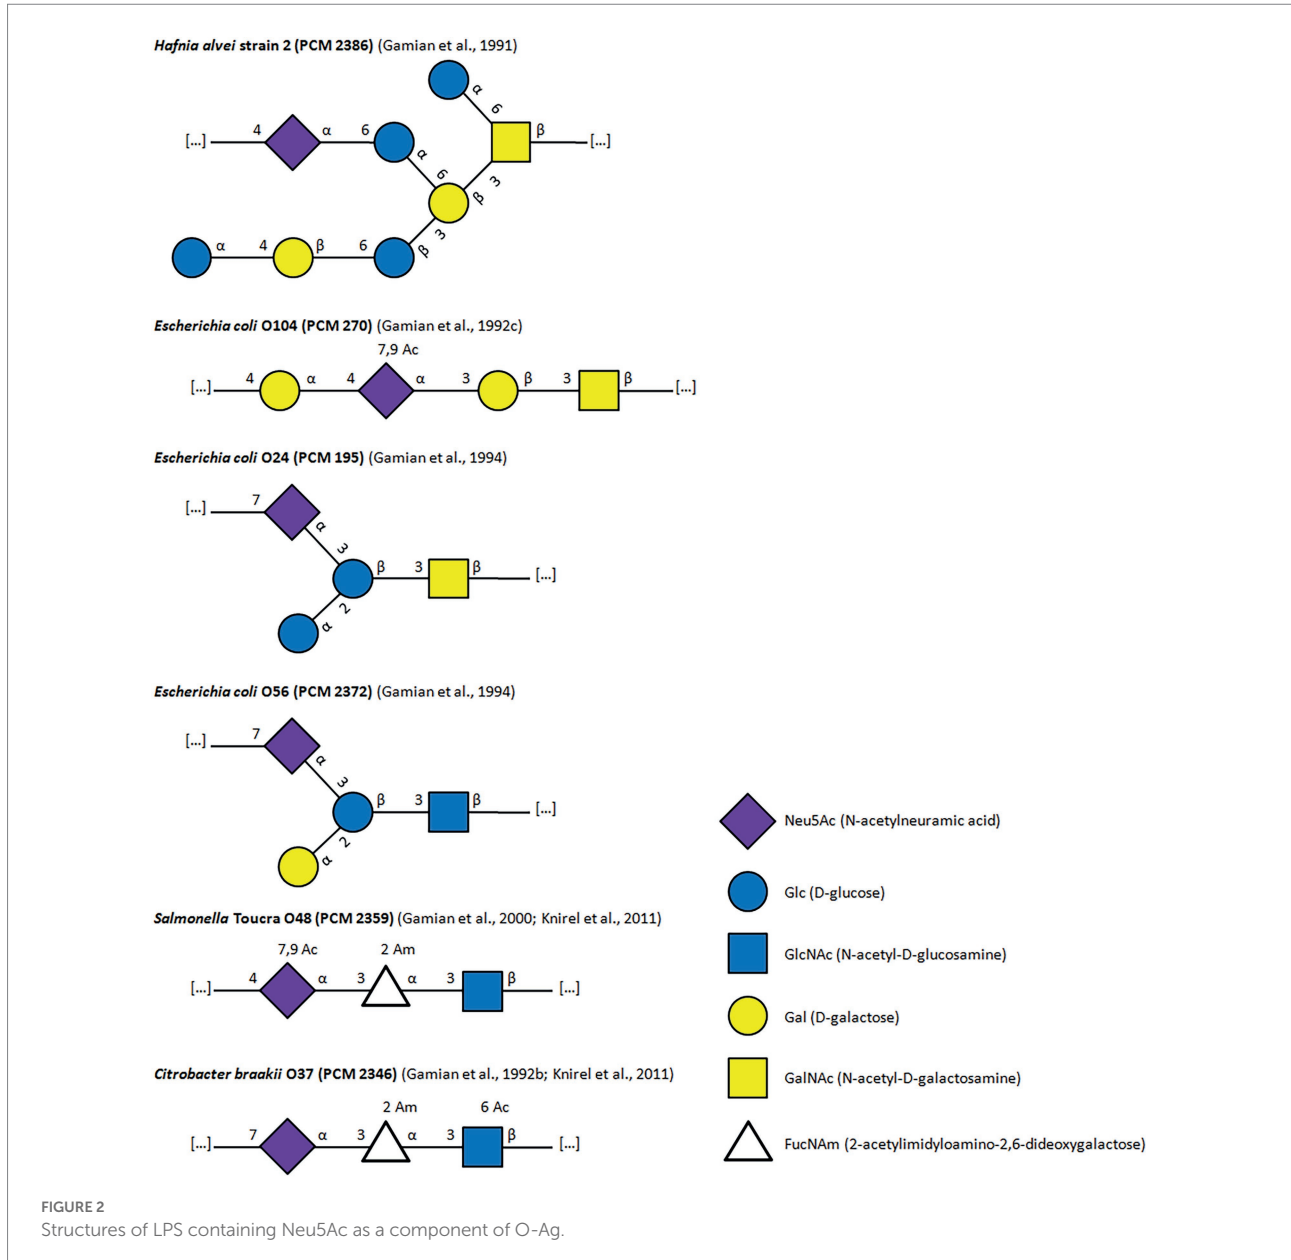 Hafnia alvei strain 2 (PCM 2386) (Gamian et al., 1991)
α 6
[...] 4 α 6 β [...]
α 6 β 3
α 4 β 6 β 3
Escherichia coli O104 (PCM 270) (Gamian et al., 1992c)
7,9 Ac
[...] 4 α 4 α 3 β 3 β [...]
Escherichia coli O24 (PCM 195) (Gamian et al., 1994)
[...] 7
α 3
β 3 β [...]
α 2
Escherichia coli O56 (PCM 2372) (Gamian et al., 1994)
[...] 7
α 3
β 3 β [...]
α 2
Salmonella Toucra O48 (PCM 2359) (Gamian et al., 2000; Knirel et al., 2011)
7,9 Ac 2 Am
[...] 4 α 3 α 3 β [...]
Citrobacter braakii O37 (PCM 2346) (Gamian et al., 1992b; Knirel et al., 2011)
2 Am 6 Ac
[...] 7 α 3 α 3 β [...]
Neu5Ac (N-acetylneuramic acid)
Glc (D-glucose)
GlcNAc (N-acetyl-D-glucosamine)
Gal (D-galactose)
GalNAc (N-acetyl-D-galactosamine)
FucNAm (2-acetylimidyloamino-2,6-dideoxygalactose)
FIGURE 2
Structures of LPS containing Neu5Ac as a component of O-Ag.